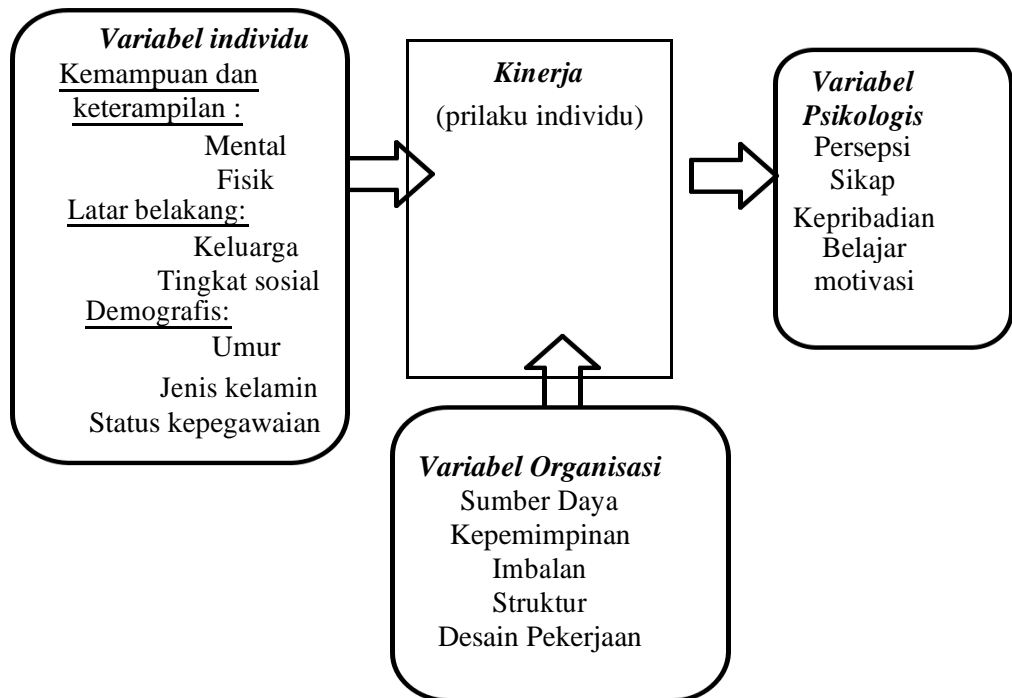 Variabel individu
Kemampuan dan
keterampilan :
Mental
Fisik
Latar belakang:
Keluarga
Tingkat sosial
Demografis:
Umur
Jenis kelamin
Status kepegawaian
Kinerja
(prilaku individu)
Variabel
Psikologis
Persepsi
Sikap
Kepribadian
Belajar
motivasi
Variabel Organisasi
Sumber Daya
Kepemimpinan
Imbalan
Struktur
Desain Pekerjaan